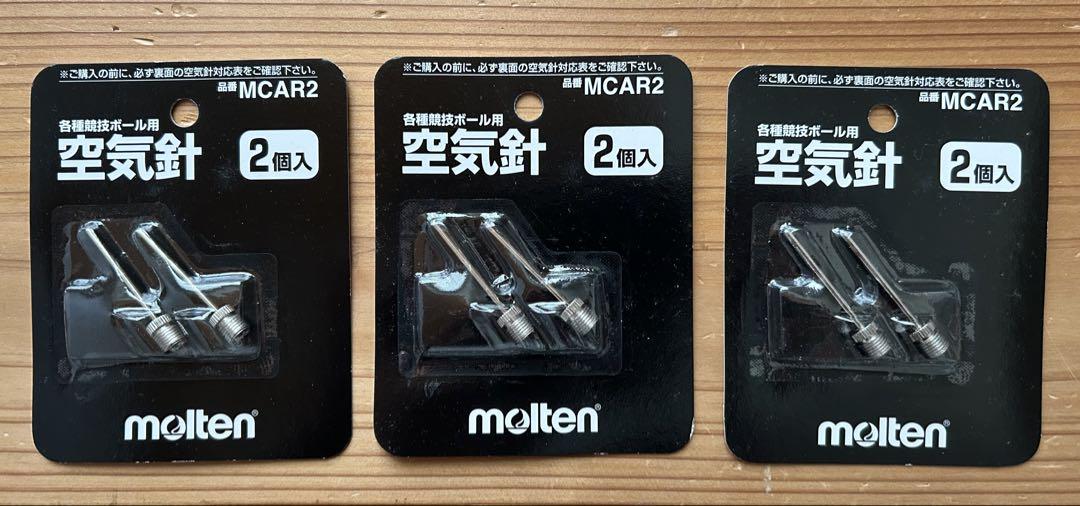 ※ご購入の前に、必ず裏面の空気針対応表をご確認下さい。
品番 MCAR2
各種競技ボール用
空気針
2個入
molten®
※ご購入の前に、必ず裏面の空気針対応表をご確認下さい。
品番 MCAR2
各種競技ボール用
空気針
2個入
molten®
※ご購入の前に、必ず裏面の空気針対応表をご確認下さい。
品番 MCAR2
各種競技ボール用
空気針
2個入
molten®